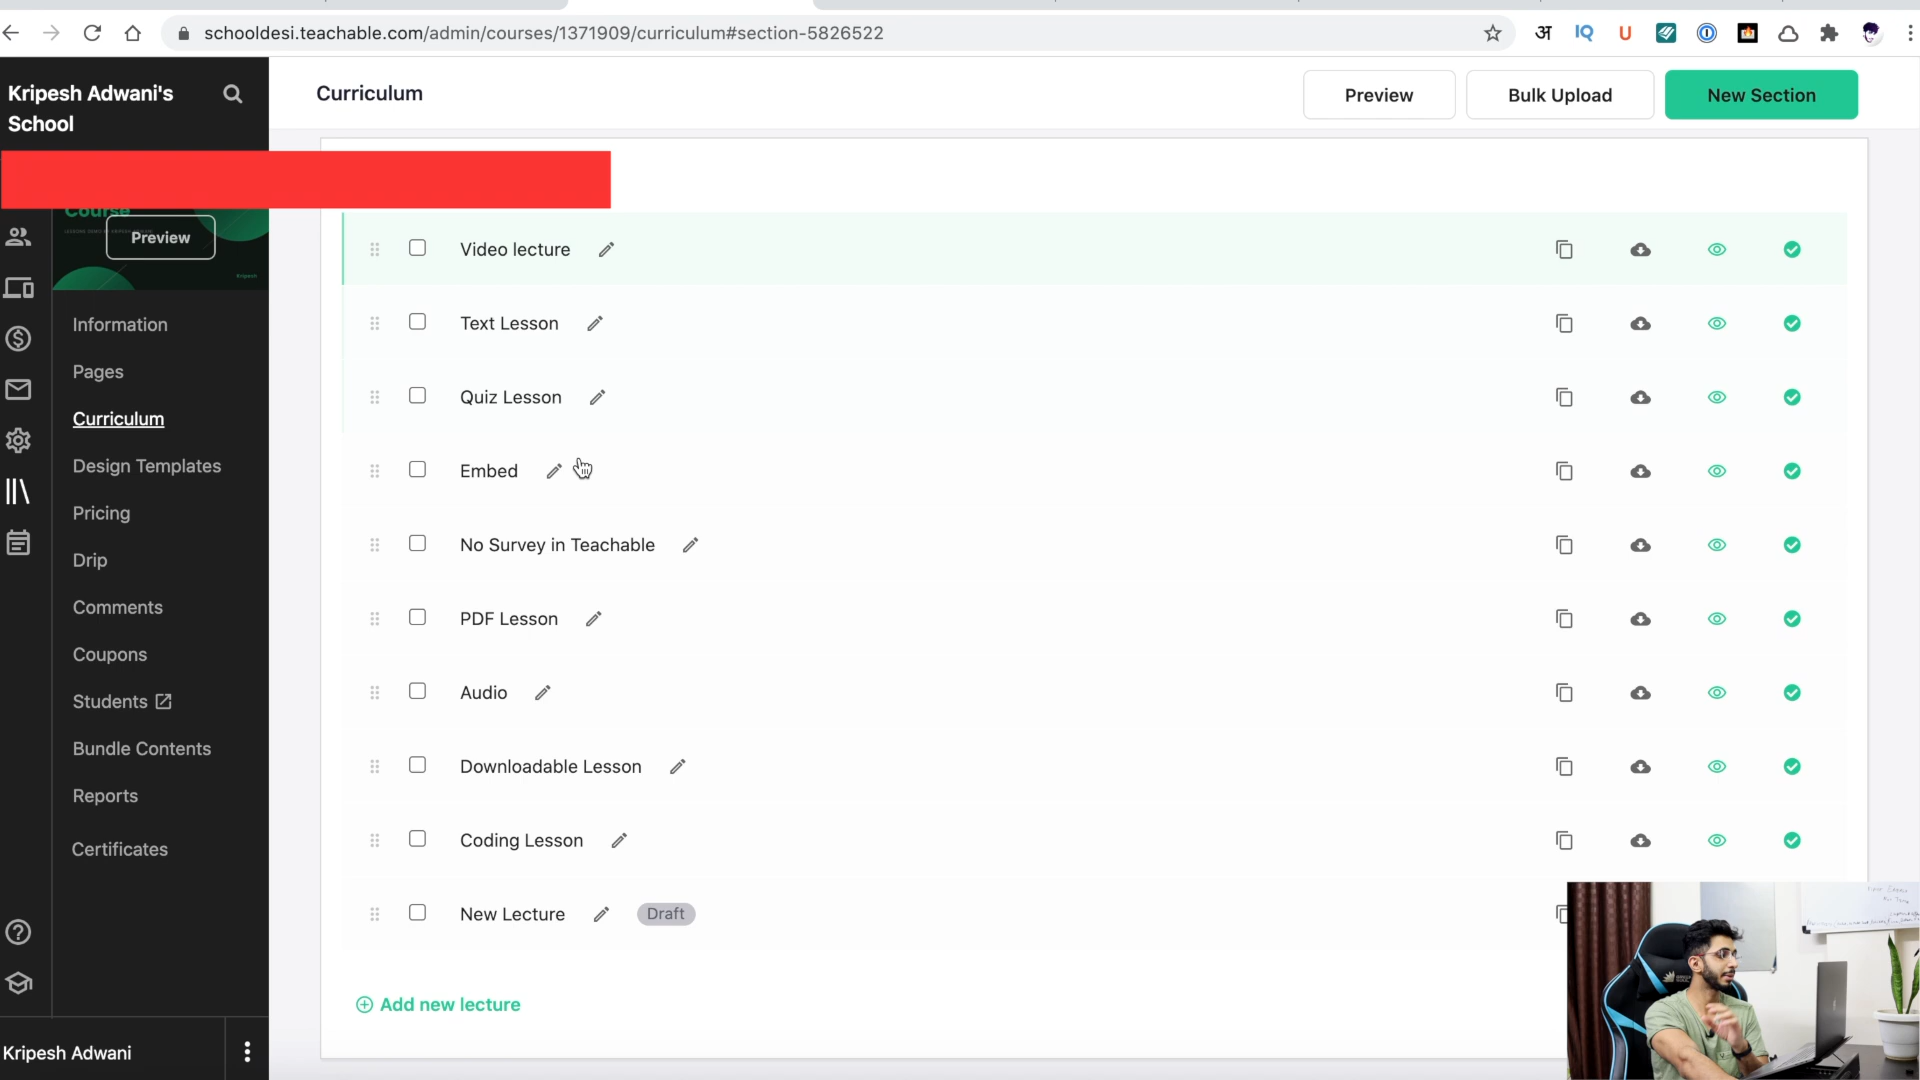 schooldesi.teachable.com/admin/courses/1371909/curriculum#section-5826522
अ
IQ
U
Kripesh Adwani's
School
Curriculum
Preview
Bulk Upload
New Section
Course
Preview
Information
Pages
Curriculum
Design Templates
Pricing
Drip
Comments
Coupons
Students
Bundle Contents
Reports
Certificates
Kripesh Adwani
Video lecture
Text Lesson
Quiz Lesson
Embed
No Survey in Teachable
PDF Lesson
Audio
Downloadable Lesson
Coding Lesson
New Lecture
Draft
Add new lecture